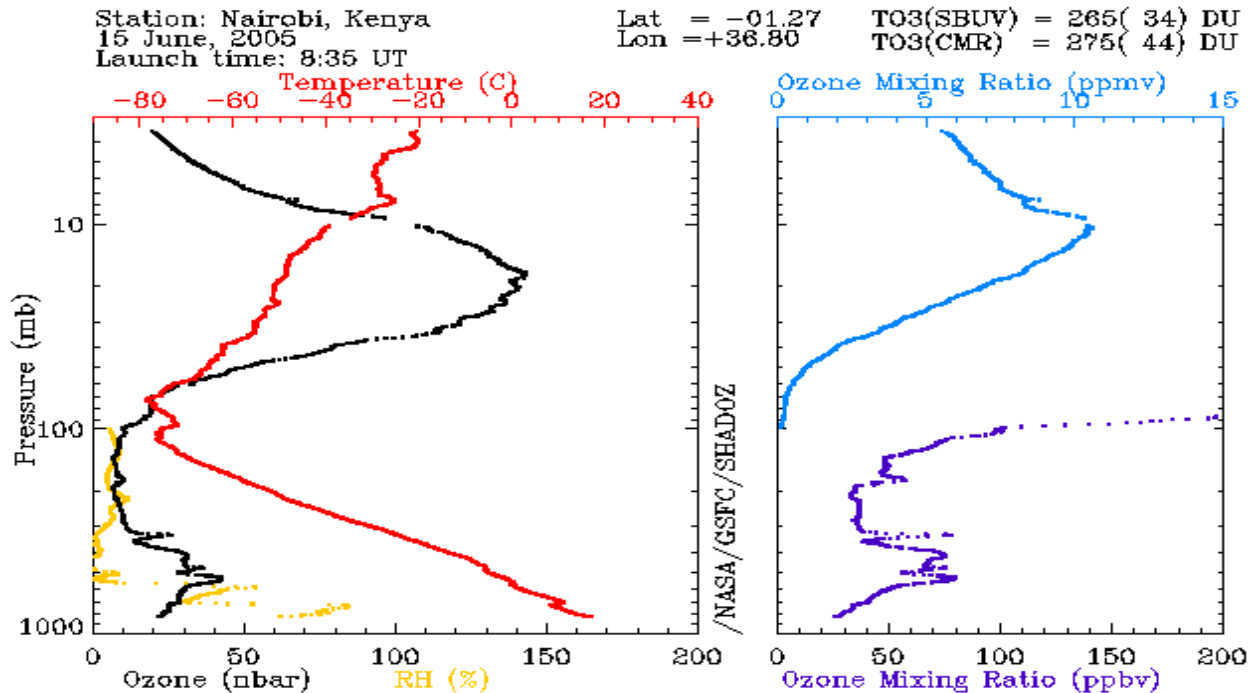 Station: Nairobi, Kenya
15 June, 2005
Launch time: 8:35 UT
Lat = -01.27
Lon =+36.80
TO3(SBUV) = 265( 34) DU
TO3(CMR) = 275( 44) DU
Temperature (C)
-80 -60 -40 -20 0 20 40
Pressure (mb)
10
100
1000
0 50 100 150 200
Ozone (nbar) RH (%)
/NASA/GSFC/SHADOZ
Ozone Mixing Ratio (ppmv)
0 5 10 15
0 50 100 150 200
Ozone Mixing Ratio (ppbv)